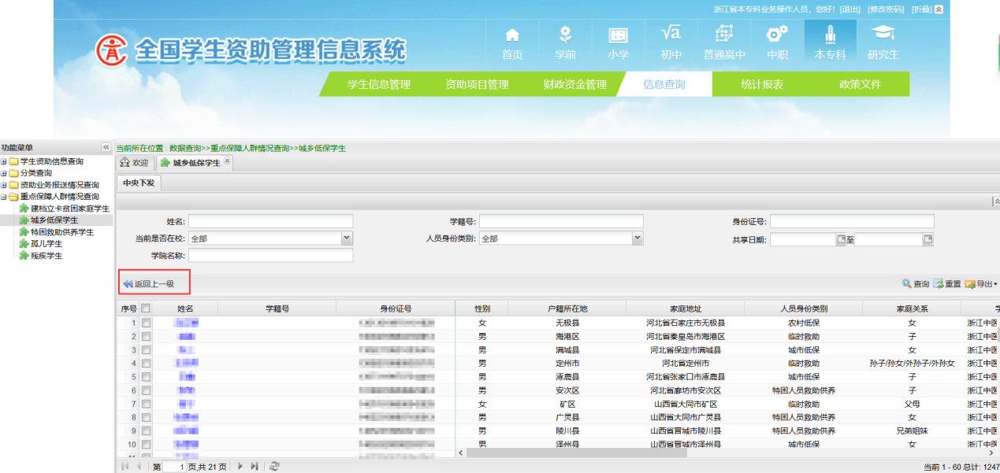 浙江省本专科业务操作人员，您好! [退出] [修改密码] [折叠]
全国学生资助管理信息系统
首页 学前 小学 初中 普通高中 中职 本专科 研究生
学生信息管理 资助项目管理 财政资金管理 信息查询 统计报表 政策文件
功能菜单
学生资助信息查询
分类查询
资助业务报送情况查询
重点保障人群情况查询
建档立卡贫困家庭学生
城乡低保学生
特困救助供养学生
孤儿学生
残疾学生
当前所在位置 : 数据查询>>重点保障人群情况查询>>城乡低保学生
欢迎 城乡低保学生
中央下发
姓名: 学籍号: 身份证号:
当前是否在校: 全部 人员身份类别: 全部 共享日期: 至
学院名称:
返回上一级 查询 重置 导出
序号 姓名 学籍号 身份证号 性别 户籍所在地 家庭地址 人员身份类别 家庭关系
1 女 无极县 河北省石家庄市无极县 农村低保 女 浙江中医
2 男 海港区 河北省秦皇岛市海港区 临时救助 子 浙江中医
3 男 满城县 河北省保定市满城县 城市低保 女 浙江中医
4 男 定州市 河北省定州市 临时救助 孙子/孙女/外孙子/外孙女 浙江中医
5 男 涿鹿县 河北省张家口市涿鹿县 城市低保 子 浙江中医
6 男 安次区 河北省廊坊市安次区 特困人员救助供养 子 浙江中医
7 女 矿区 山西省大同市矿区 临时救助 父母 浙江中医
8 男 广灵县 山西省大同市广灵县 特困人员救助供养 女 浙江中医
9 男 陵川县 山西省晋城市陵川县 特困人员救助供养 兄弟姐妹 浙江中医
10 男 泽州县 山西省晋城市泽州县 城市低保 女 浙江中医
第 1 页,共 21 页 当前 1 - 60 总计: 1247